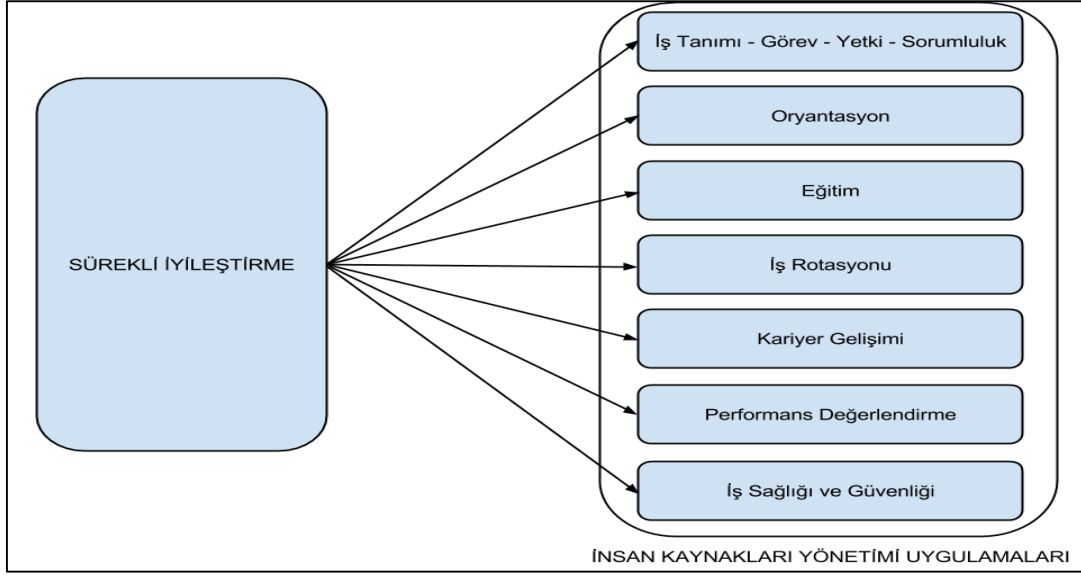 SÜREKLİ İYİLEŞTİRME
İş Tanımı - Görev - Yetki - Sorumluluk
Oryantasyon
Eğitim
İş Rotasyonu
Kariyer Gelişimi
Performans Değerlendirme
İş Sağlığı ve Güvenliği
İNSAN KAYNAKLARI YÖNETİMİ UYGULAMALARI